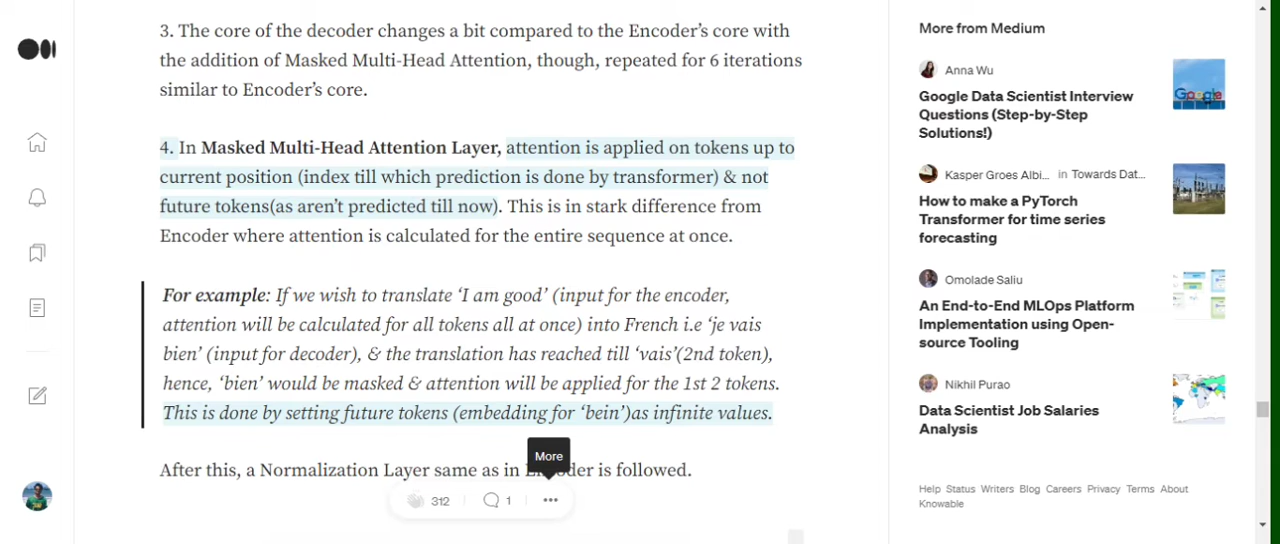 3. The core of the decoder changes a bit compared to the Encoder’s core with
the addition of Masked Multi-Head Attention, though, repeated for 6 iterations
similar to Encoder’s core.
4. In Masked Multi-Head Attention Layer, attention is applied on tokens up to
current position (index till which prediction is done by transformer) & not
future tokens(as aren’t predicted till now). This is in stark difference from
Encoder where attention is calculated for the entire sequence at once.
For example: If we wish to translate ‘I am good’ (input for the encoder,
attention will be calculated for all tokens all at once) into French i.e ‘je vais
bien’ (input for decoder), & the translation has reached till ‘vais’(2nd token),
hence, ‘bien’ would be masked & attention will be applied for the 1st 2 tokens.
This is done by setting future tokens (embedding for ‘bein’)as infinite values.
After this, a Normalization Layer same as in Encoder is followed.
More
312
1
More from Medium
Anna Wu
Google Data Scientist Interview
Questions (Step-by-Step
Solutions!)
Google
Kasper Groes Albi... in Towards Dat...
How to make a PyTorch
Transformer for time series
forecasting
Omolade Saliu
An End-to-End MLOps Platform
Implementation using Open-
source Tooling
Nikhil Purao
Data Scientist Job Salaries
Analysis
Help Status Writers Blog Careers Privacy Terms About
Knowable